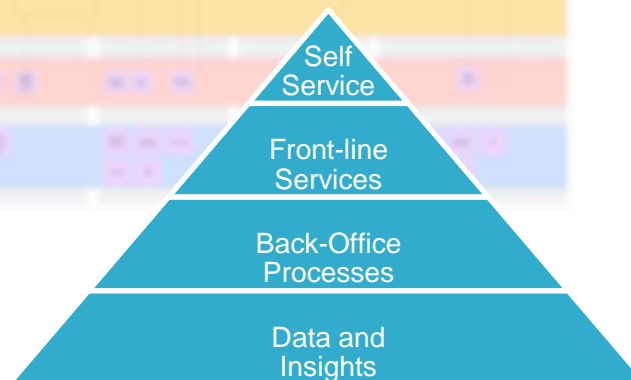 Self
Service
Front-line
Services
Back-Office
Processes
Data and
Insights